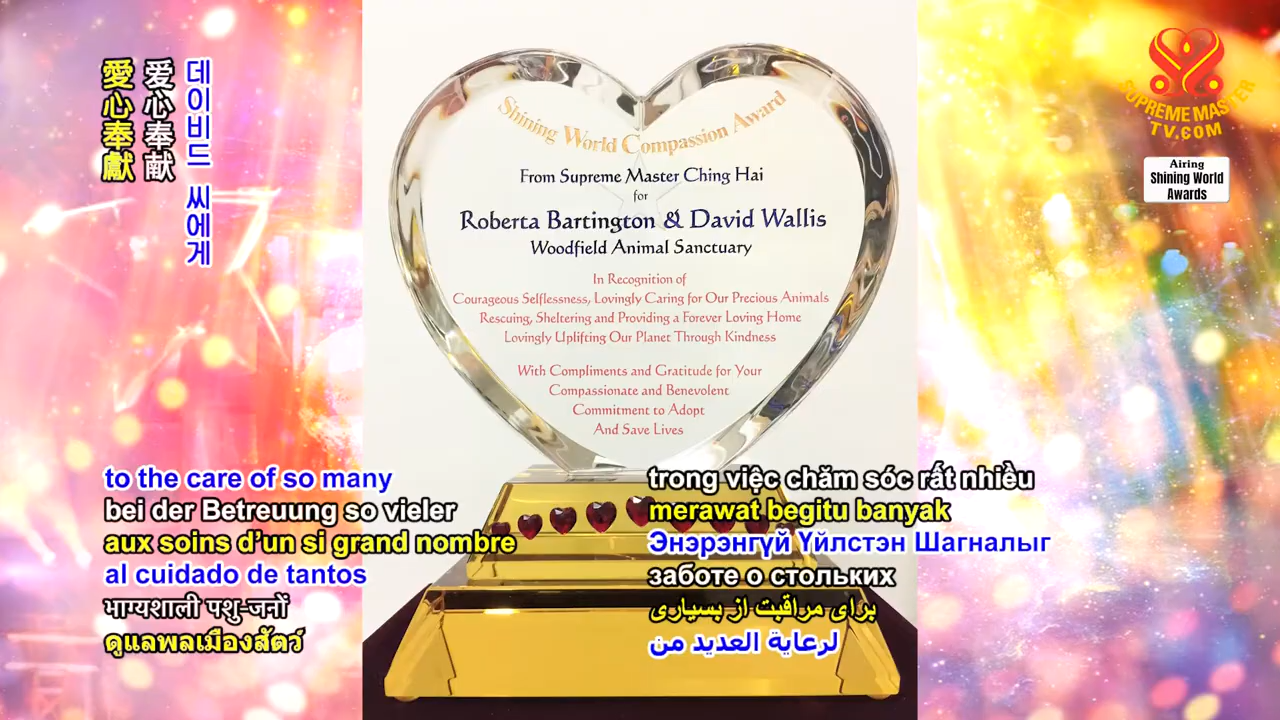 愛心奉獻
爱心奉献
데이비드 씨에게
SUPREME MASTER
TV.COM
Airing
Shining World
Awards
Shining World Compassion Award
From Supreme Master Ching Hai
for
Roberta Bartington & David Wallis
Woodfield Animal Sanctuary
In Recognition of
Courageous Selflessness, Lovingly Caring for Our Precious Animals
Rescuing, Sheltering and Providing a Forever Loving Home
Lovingly Uplifting Our Planet Through Kindness
With Compliments and Gratitude for Your
Compassionate and Benevolent
Commitment to Adopt
And Save Lives
to the care of so many
bei der Betreuung so vieler
aux soins d’un si grand nombre
al cuidado de tantos
भाग्यशाली पशु-जनों
ดูแลพลเมืองสัตว์
trong việc chăm sóc rất nhiều
merawat begitu banyak
Энэрэнгүй Үйлстэн Шагналыг
заботе о стольких
برای مراقبت از بسیاری
لرعاية العديد من